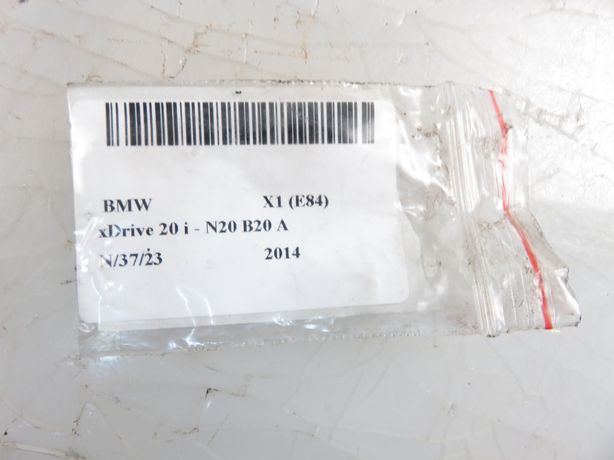 BMW X1 (E84)
xDrive 20 i - N20 B20 A
N/37/23 2014